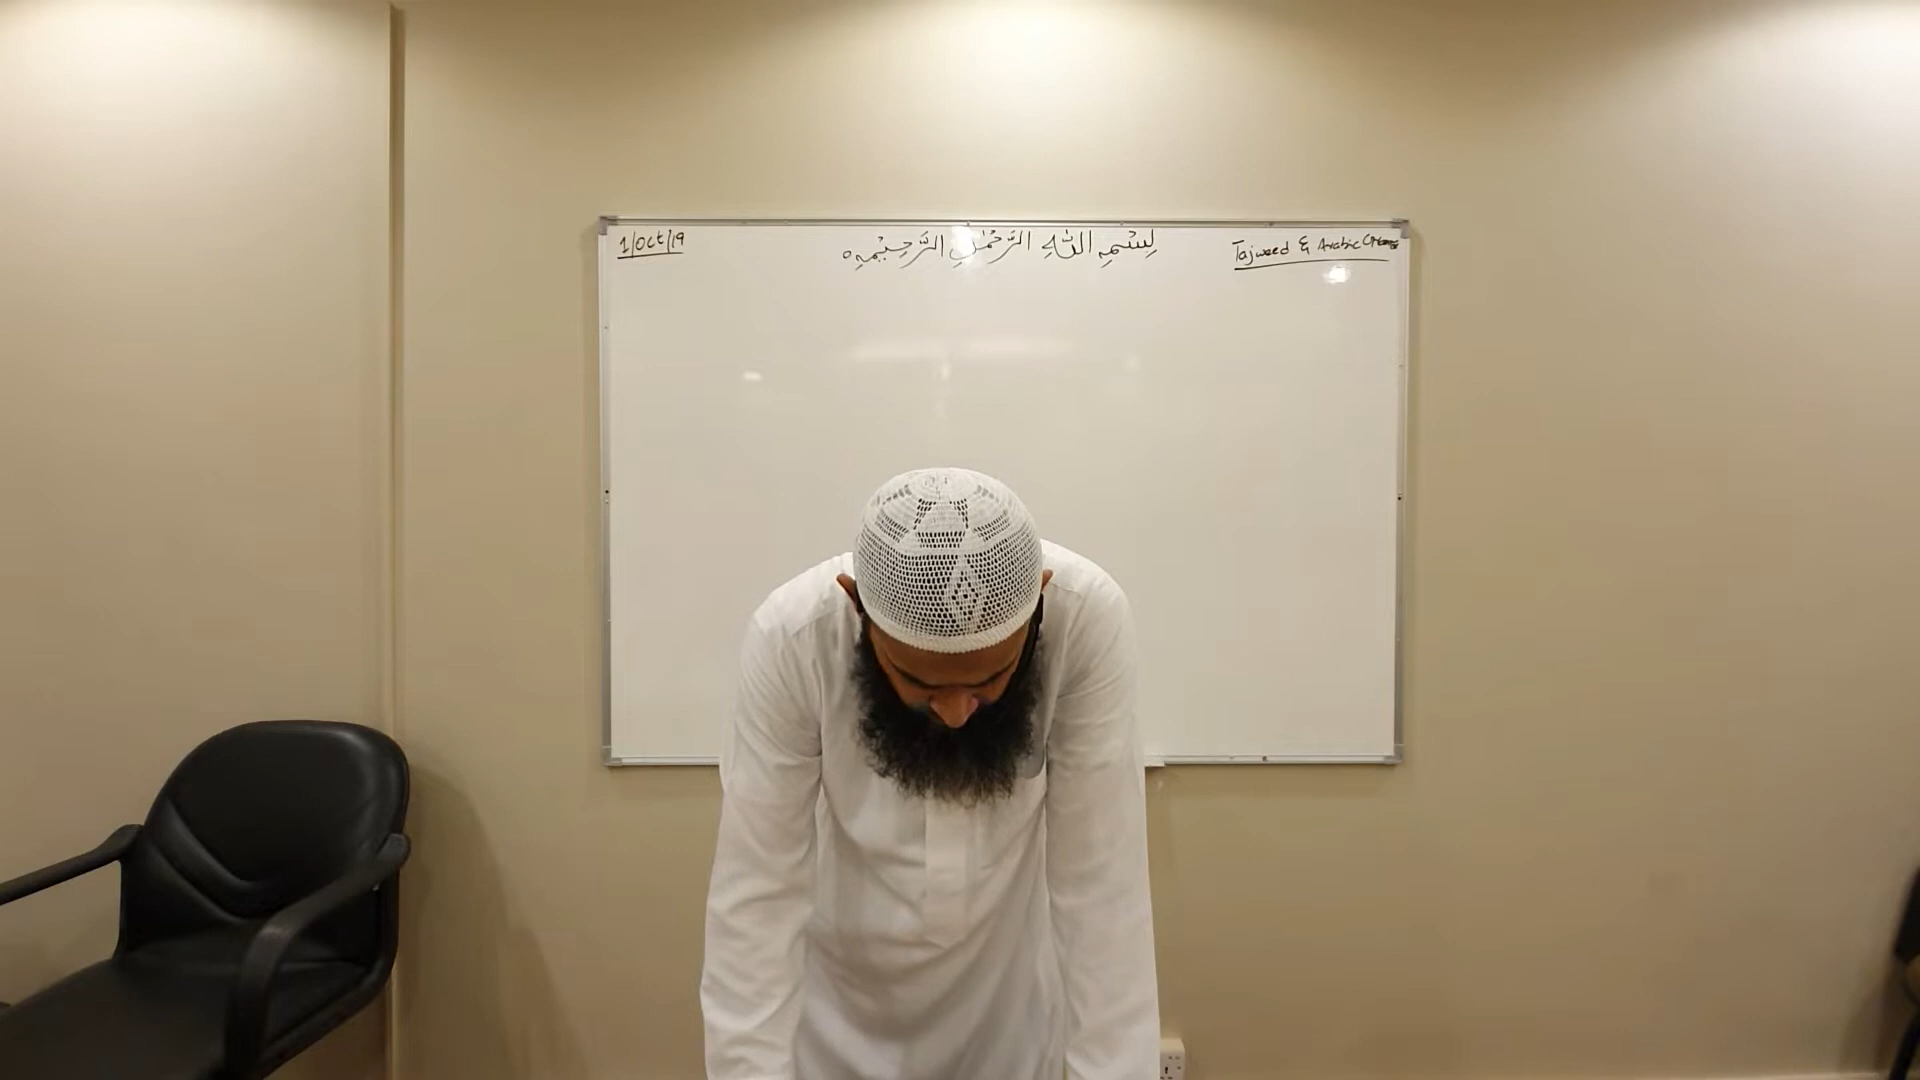 1/Oct/19
بِسْمِ اللّٰهِ الرَّحْمٰنِ الرَّحِيْمِ
Tajweed & Arabic